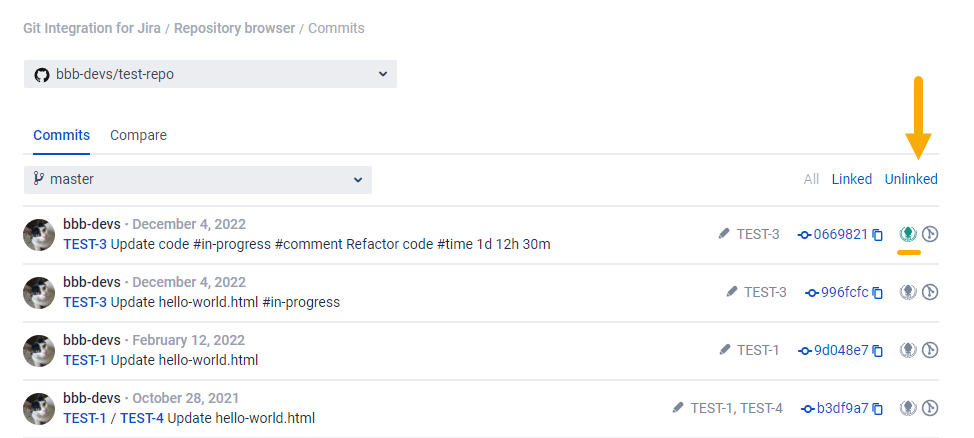 Git Integration for Jira / Repository browser / Commits
bbb-devs/test-repo
Commits Compare
master All Linked Unlinked
bbb-devs · December 4, 2022
TEST-3 Update code #in-progress #comment Refactor code #time 1d 12h 30m TEST-3 0669821
bbb-devs · December 4, 2022
TEST-3 Update hello-world.html #in-progress TEST-3 996fcfc
bbb-devs · February 12, 2022
TEST-1 Update hello-world.html TEST-1 9d048e7
bbb-devs · October 28, 2021
TEST-1 / TEST-4 Update hello-world.html TEST-1, TEST-4 b3df9a7